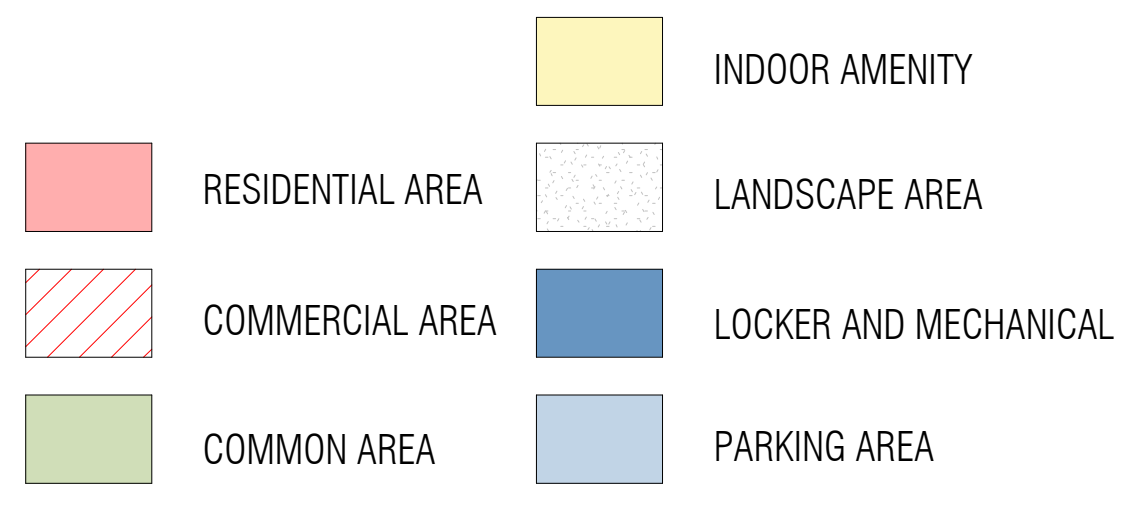 INDOOR AMENITY
RESIDENTIAL AREA
LANDSCAPE AREA
COMMERCIAL AREA
LOCKER AND MECHANICAL
COMMON AREA
PARKING AREA